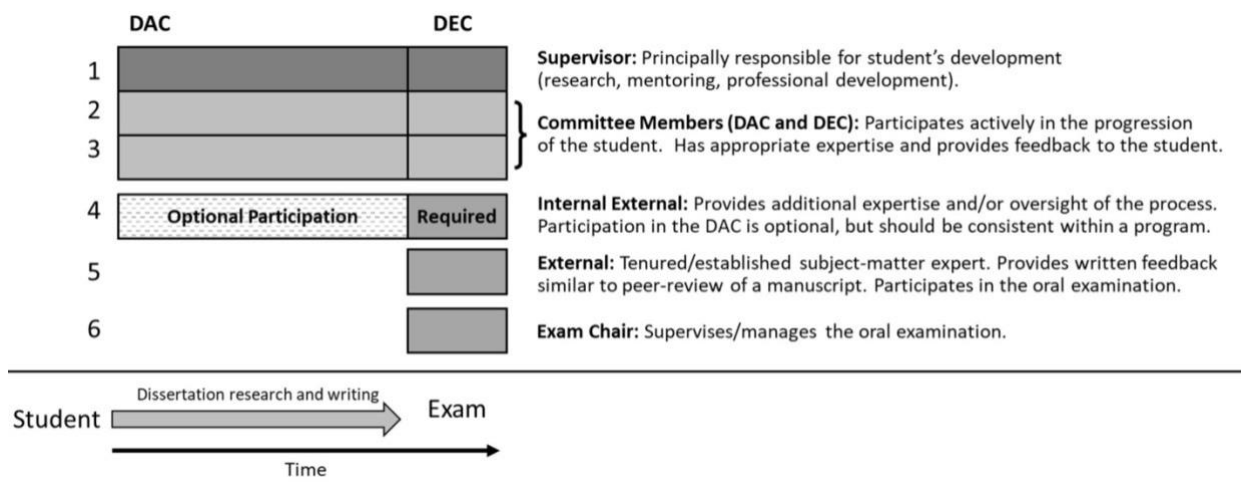 DAC DEC
1
Supervisor: Principally responsible for student’s development
(research, mentoring, professional development).
2
3
Committee Members (DAC and DEC): Participates actively in the progression
of the student. Has appropriate expertise and provides feedback to the student.
4
Optional Participation Required
Internal External: Provides additional expertise and/or oversight of the process.
Participation in the DAC is optional, but should be consistent within a program.
5
External: Tenured/established subject-matter expert. Provides written feedback
similar to peer-review of a manuscript. Participates in the oral examination.
6
Exam Chair: Supervises/manages the oral examination.
Dissertation research and writing
Student
Exam
Time